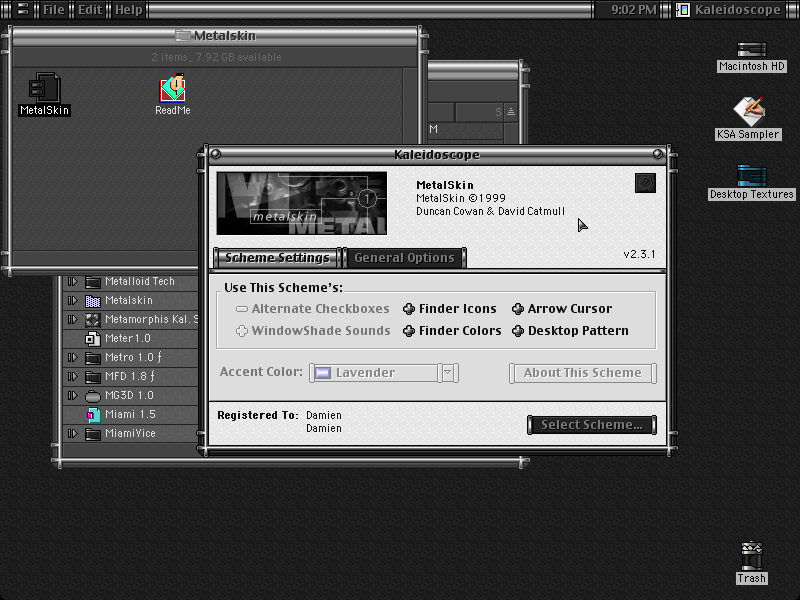 File Edit Help
9:02 PM
Kaleidoscope
Metalskin
2 items, 7.92 GB available
MetalSkin
ReadMe
S
M
Macintosh HD
KSA Sampler
Desktop Textures
Kaleidoscope
metalskin
1
METAL
MetalSkin
MetalSkin ©1999
Duncan Cowan & David Catmull
?
v2.3.1
Scheme Settings
General Options
Use This Scheme's:
Alternate Checkboxes
Finder Icons
Arrow Cursor
WindowShade Sounds
Finder Colors
Desktop Pattern
Accent Color:
Lavender
About This Scheme
Registered To: Damien
Damien
Select Scheme...
Metalloid Tech
Metalskin
Metamorphis Kal. S
Meter1.0
Metro 1.0 ƒ
MFD 1.8 ƒ
MG3D 1.0
Miami 1.5
MiamiVice
Trash